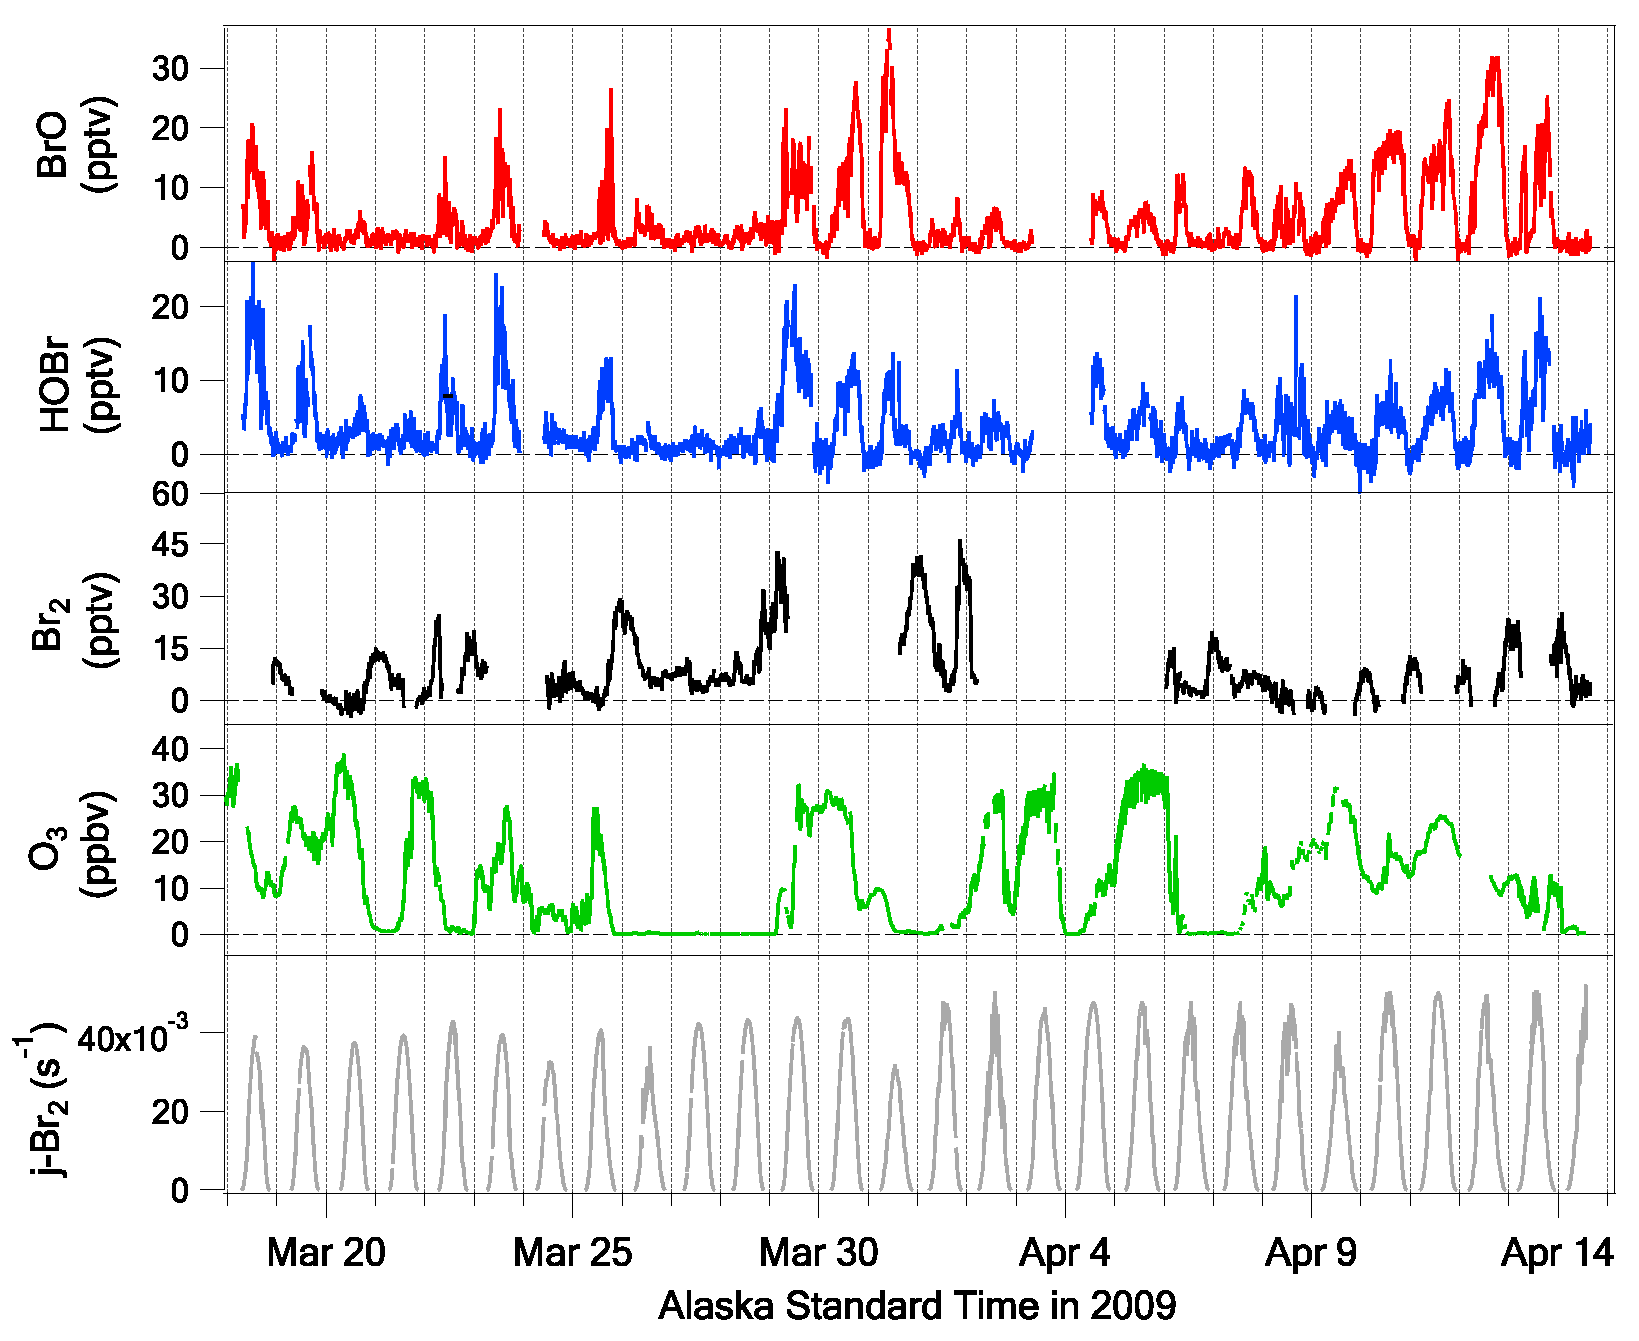 BrO
(pptv)
30
20
10
0
HOBr
(pptv)
20
10
0
Br2
(pptv)
60
45
30
15
0
O3
(ppbv)
40
30
20
10
0
j-Br2 (s-1)
40x10-3
20
0
Mar 20 Mar 25 Mar 30 Apr 4 Apr 9 Apr 14
Alaska Standard Time in 2009